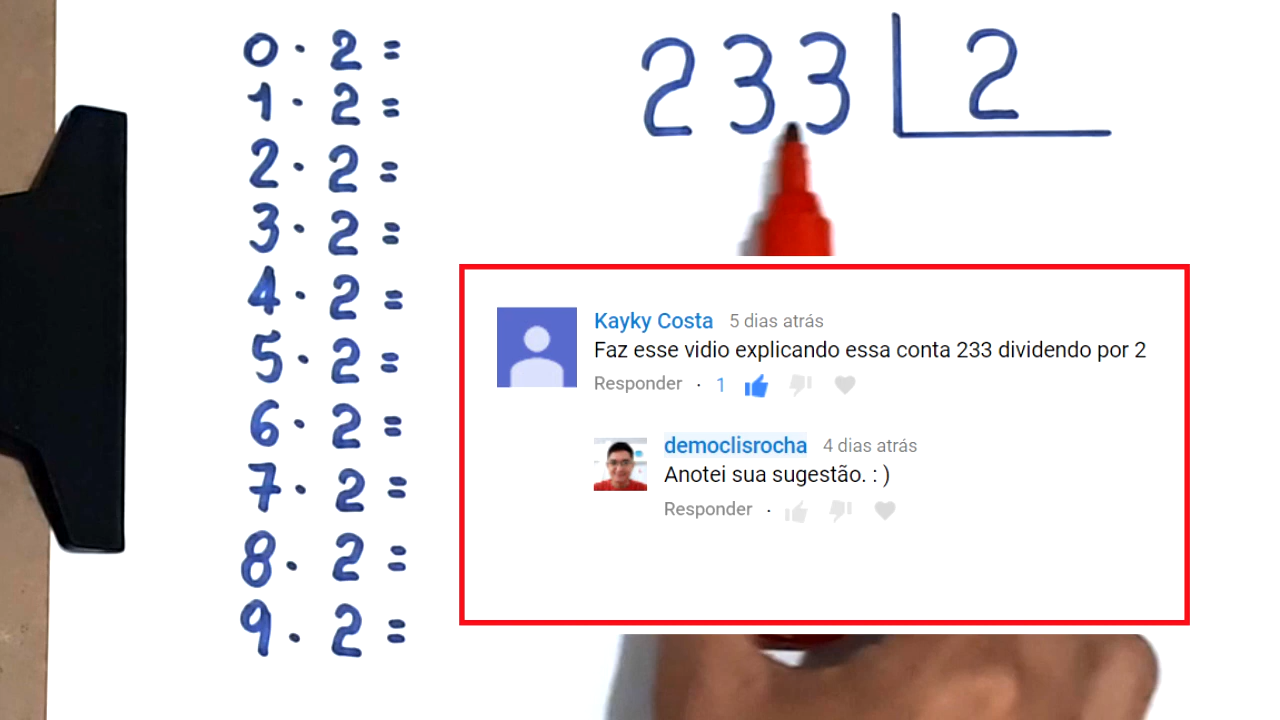 0 · 2 =
1 · 2 =
2 · 2 =
3 · 2 =
4 · 2 =
5 · 2 =
6 · 2 =
7 · 2 =
8 · 2 =
9 · 2 =
233 2
Kayky Costa 5 dias atrás
Faz esse vidio explicando essa conta 233 dividendo por 2
Responder · 1
democlisrocha 4 dias atrás
Anotei sua sugestão. : )
Responder ·